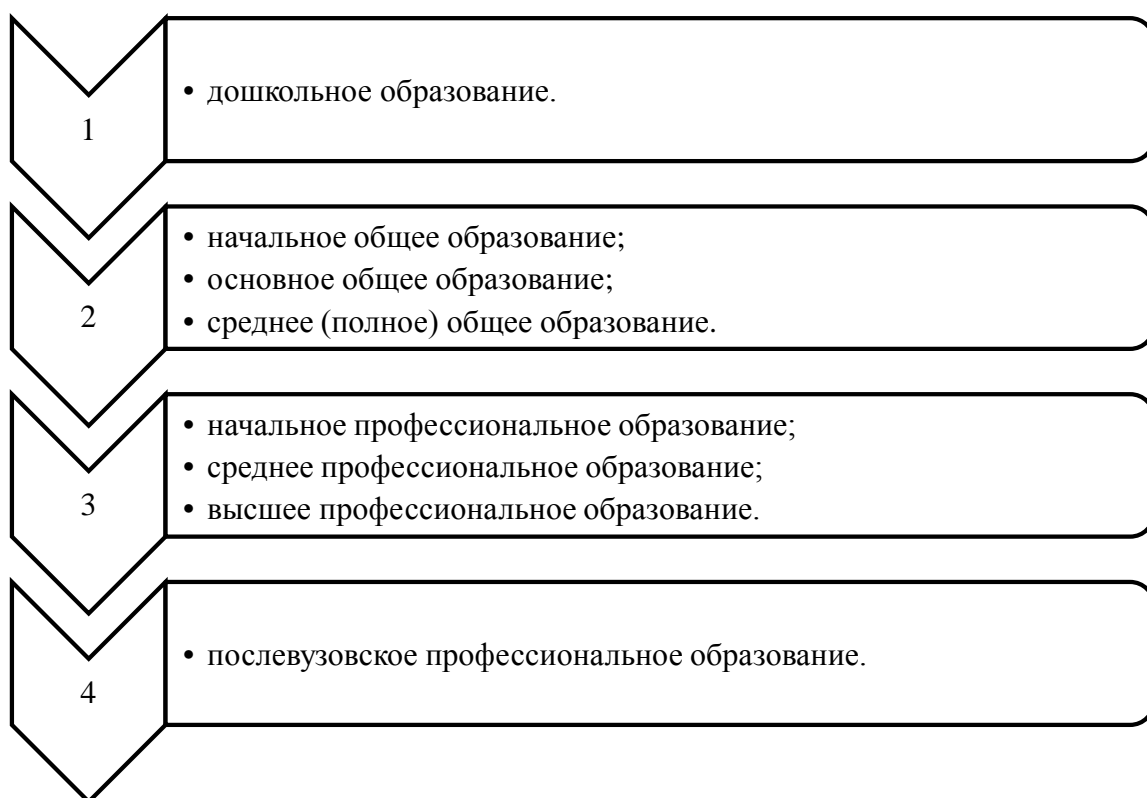 1
• дошкольное образование.
2
• начальное общее образование;
• основное общее образование;
• среднее (полное) общее образование.
3
• начальное профессиональное образование;
• среднее профессиональное образование;
• высшее профессиональное образование.
4
• послевузовское профессиональное образование.